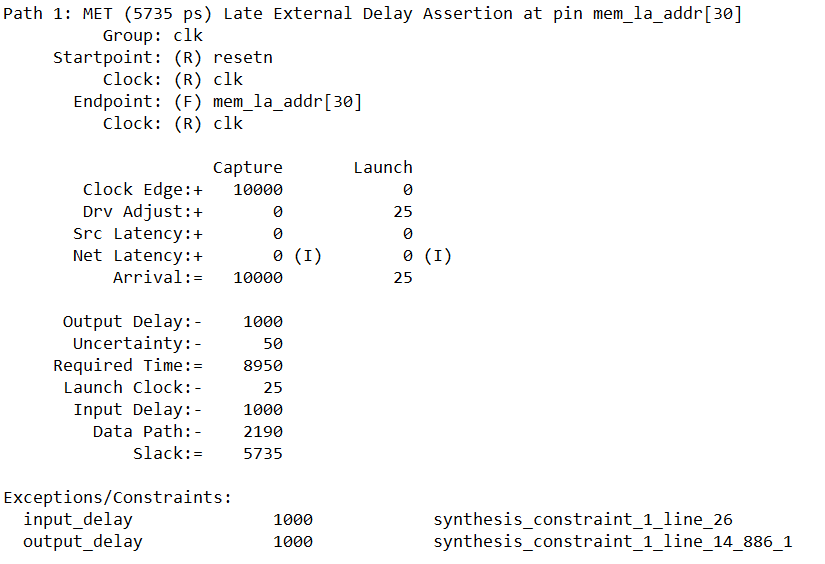 Path 1: MET (5735 ps) Late External Delay Assertion at pin mem_la_addr[30]
Group: clk
Startpoint: (R) resetn
Clock: (R) clk
Endpoint: (F) mem_la_addr[30]
Clock: (R) clk
Capture Launch
Clock Edge:+ 10000 0
Drv Adjust:+ 0 25
Src Latency:+ 0 0
Net Latency:+ 0 (I) 0 (I)
Arrival:= 10000 25
Output Delay:- 1000
Uncertainty:- 50
Required Time:= 8950
Launch Clock:- 25
Input Delay:- 1000
Data Path:- 2190
Slack:= 5735
Exceptions/Constraints:
input_delay 1000 synthesis_constraint_1_line_26
output_delay 1000 synthesis_constraint_1_line_14_886_1